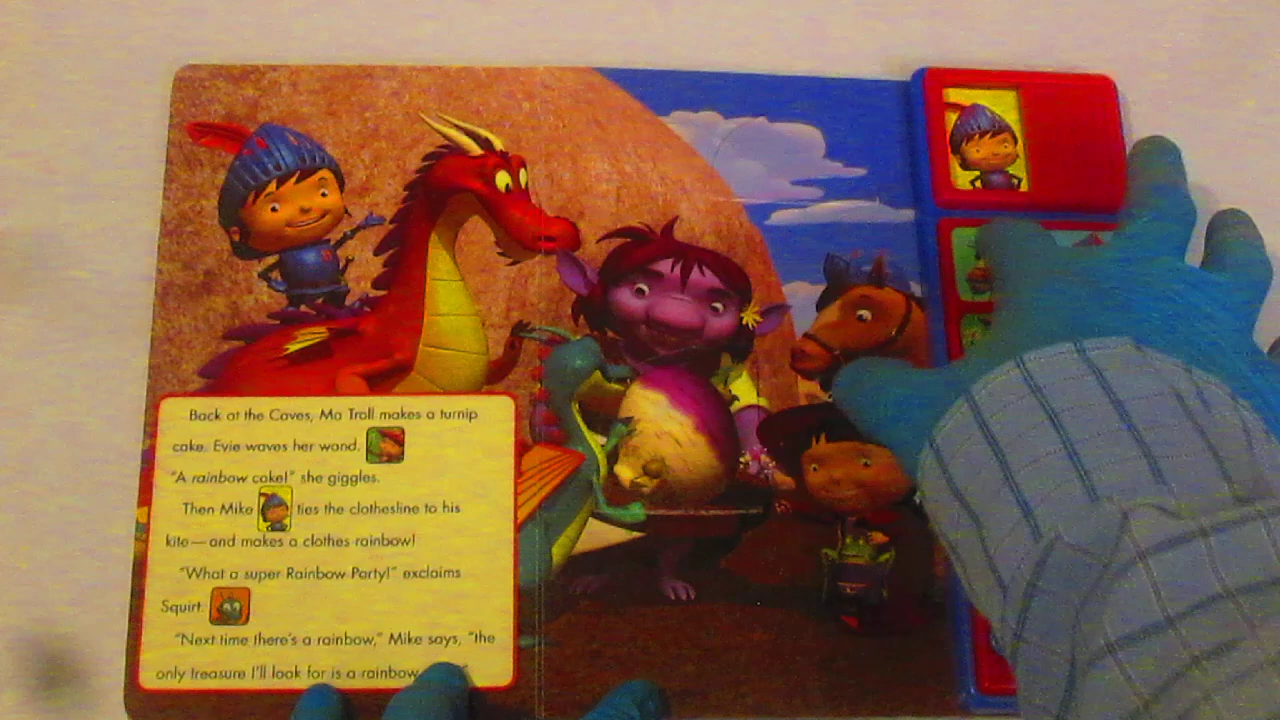 Back at the Caves, Ma Troll makes a turnip
cake. Evie waves her wand.
"A rainbow cake!" she giggles.
Then Mike ties the clothesline to his
kite—and makes a clothes rainbow!
"What a super Rainbow Party!" exclaims
Squirt.
"Next time there's a rainbow," Mike says, "the
only treasure I'll look for is a rainbow